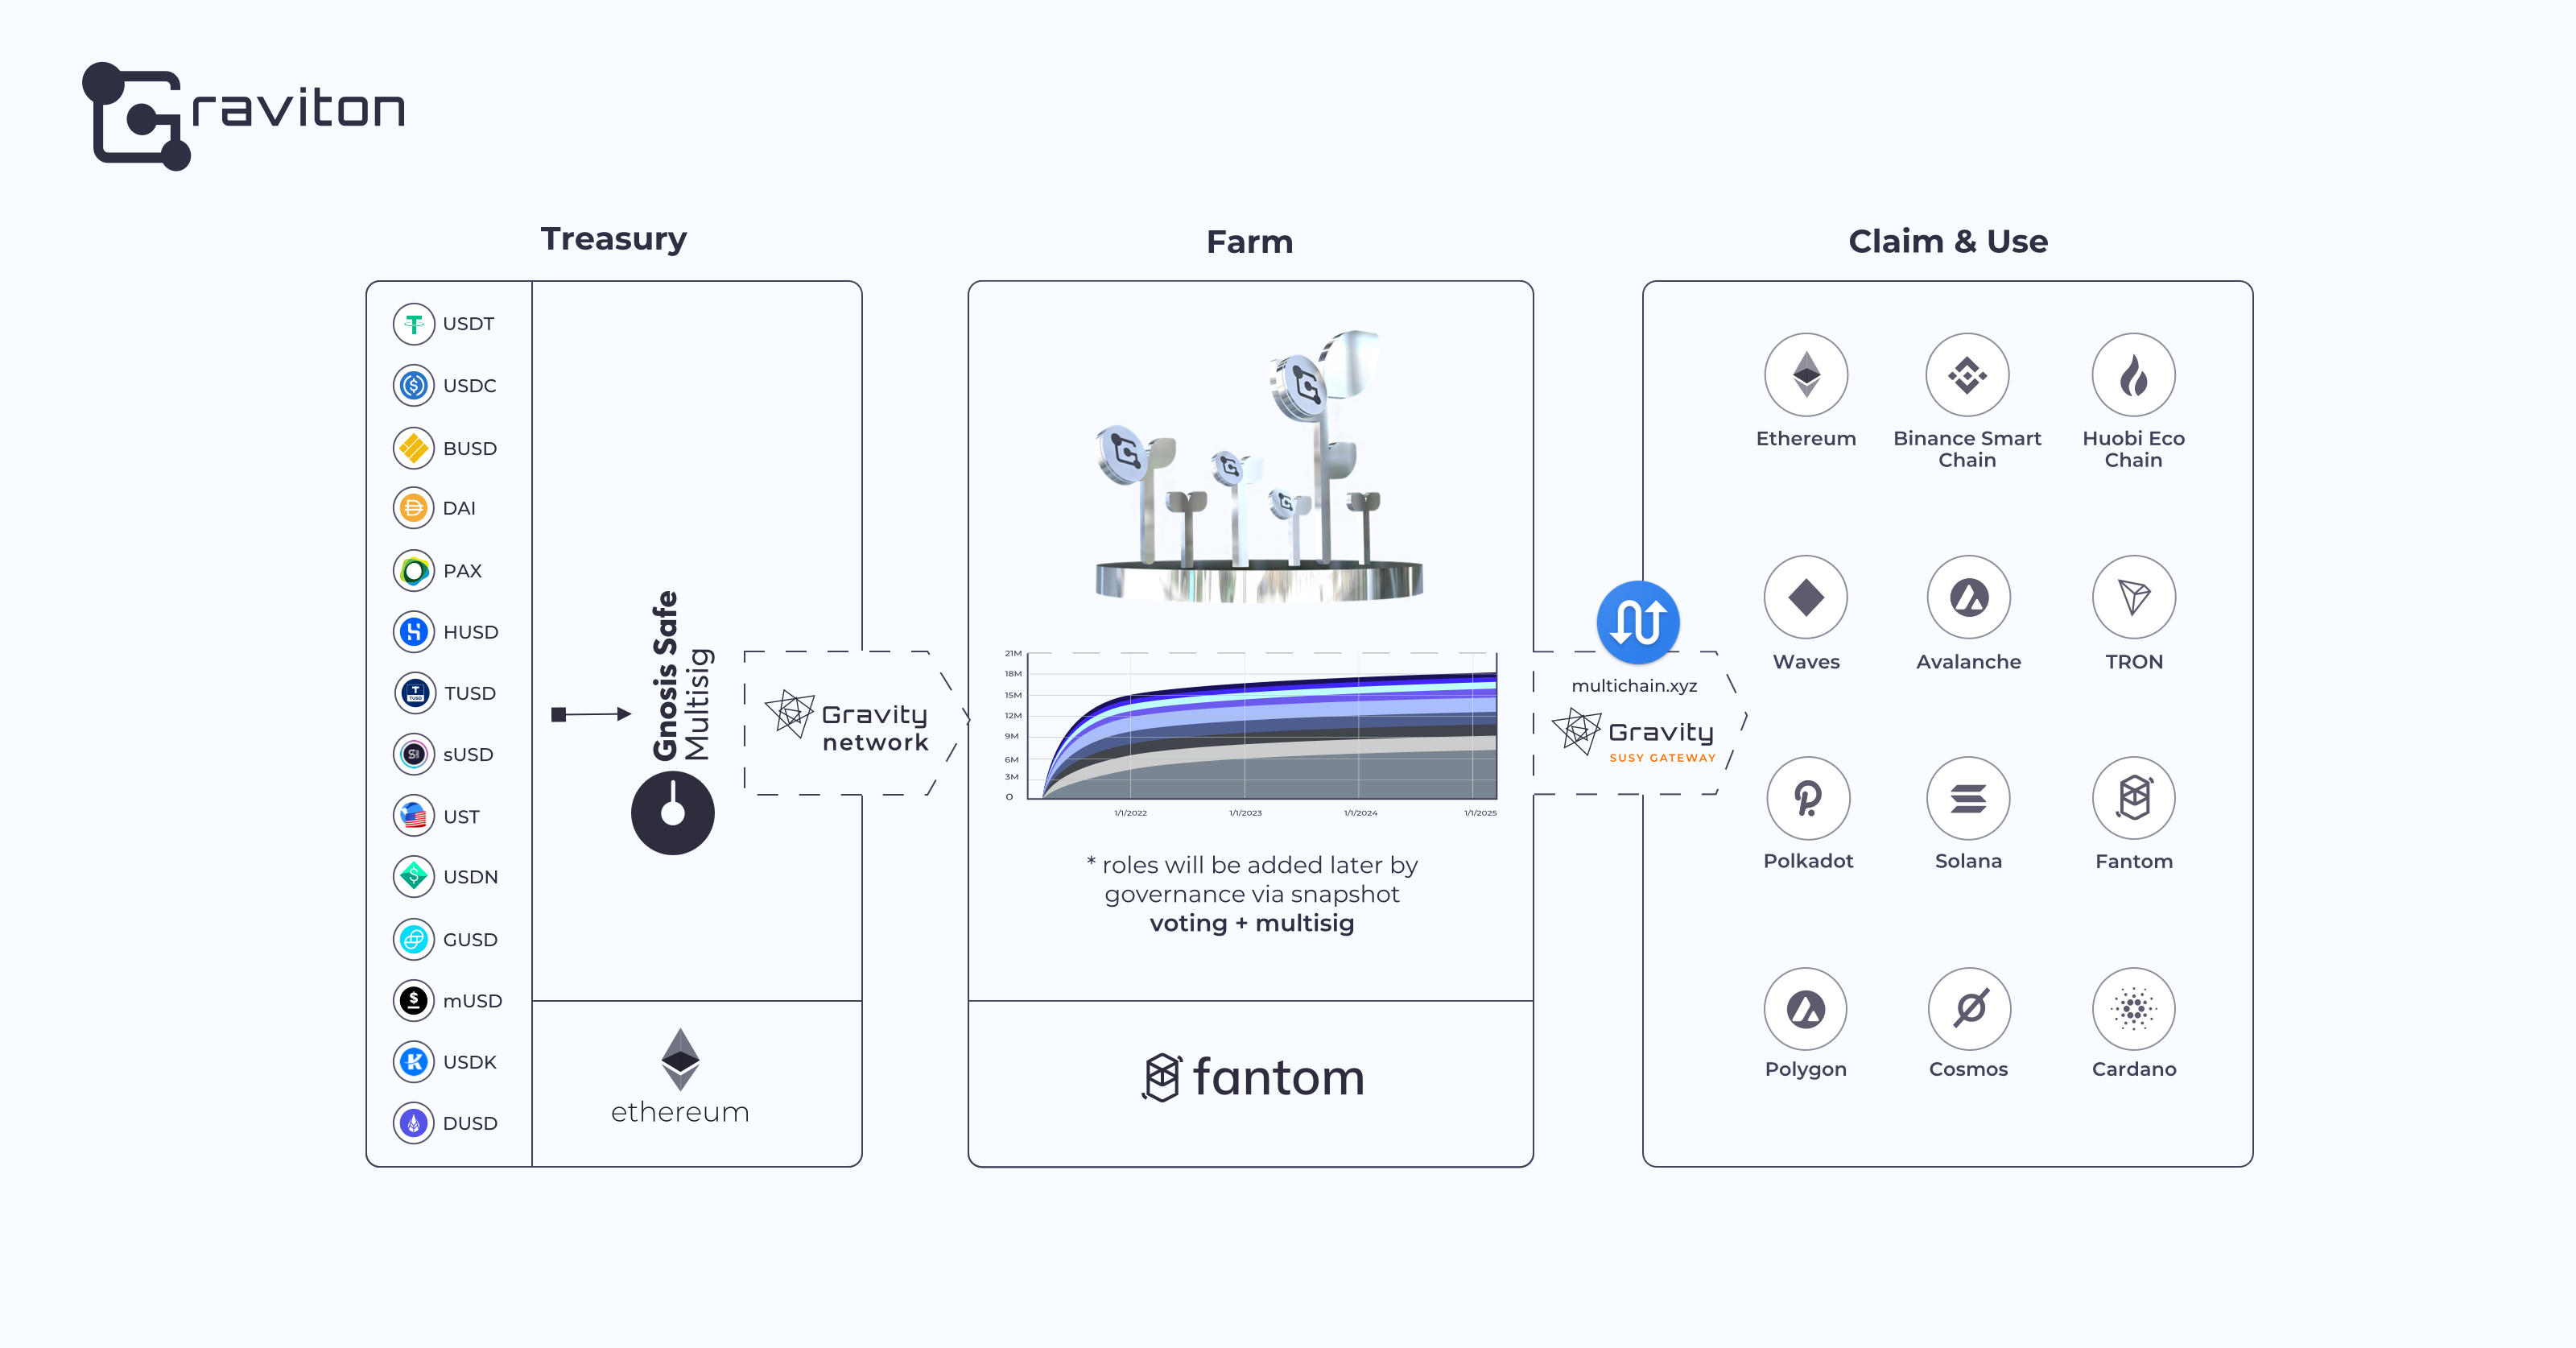 Graviton
Treasury
USDT
USDC
BUSD
DAI
PAX
HUSD
TUSD
sUSD
UST
USDN
GUSD
mUSD
USDK
DUSD
Gnosis Safe
Multisig
Gravity
network
ethereum
Farm
21M
18M
15M
12M
9M
6M
3M
0
1/1/2022
1/1/2023
1/1/2024
1/1/2025
* roles will be added later by
governance via snapshot
voting + multisig
fantom
multichain.xyz
Gravity
SUSY GATEWAY
Claim & Use
Ethereum
Binance Smart
Chain
Huobi Eco
Chain
Waves
Avalanche
TRON
Polkadot
Solana
Fantom
Polygon
Cosmos
Cardano